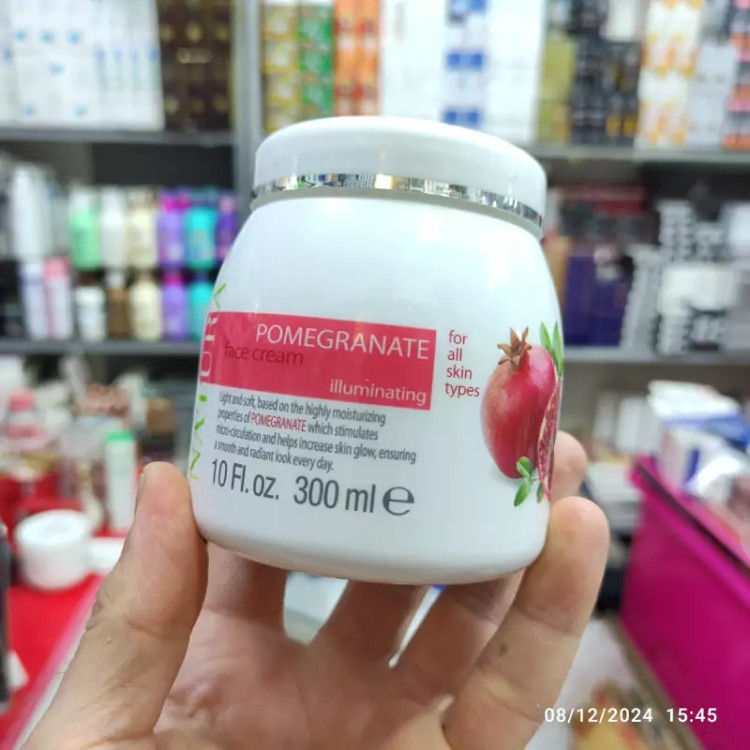 NATURA
POMEGRANATE
face cream
illuminating
for
all
skin
types
Light and soft, based on the highly moisturizing
properties of POMEGRANATE which stimulates
micro-circulation and helps increase skin glow, ensuring
a smooth and radiant look every day.
10 Fl. oz. 300 ml e
08/12/2024 15:45